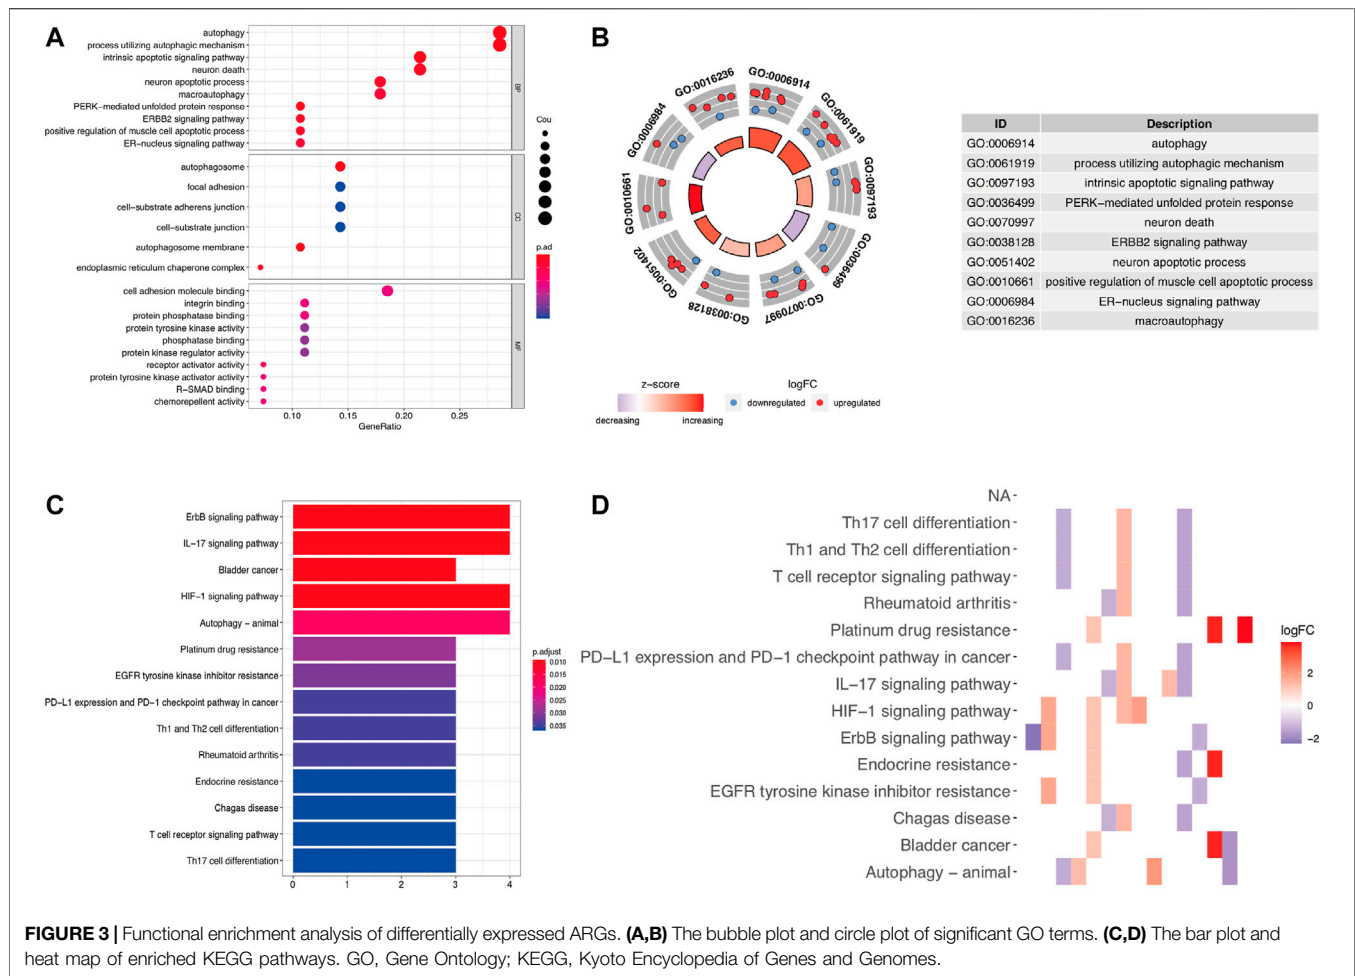 A
autophagy
process utilizing autophagic mechanism
intrinsic apoptotic signaling pathway
neuron death
neuron apoptotic process
macroautophagy
PERK−mediated unfolded protein response
ERBB2 signaling pathway
positive regulation of muscle cell apoptotic process
ER−nucleus signaling pathway
BP
autophagosome
focal adhesion
cell−substrate adherens junction
cell−substrate junction
autophagosome membrane
endoplasmic reticulum chaperone complex
CC
cell adhesion molecule binding
integrin binding
protein phosphatase binding
protein tyrosine kinase activity
phosphatase binding
protein kinase regulator activity
receptor activator activity
protein tyrosine kinase activator activity
R−SMAD binding
chemorepellent activity
MF
0.10 0.15 0.20 0.25
GeneRatio
Cou
p.ad
B
GO:0006914
GO:0061919
GO:0097193
GO:0036499
GO:0070997
GO:0038128
GO:0051402
GO:0010661
GO:0006984
GO:0016236
z−score
decreasing increasing
logFC
downregulated upregulated
ID Description
GO:0006914 autophagy
GO:0061919 process utilizing autophagic mechanism
GO:0097193 intrinsic apoptotic signaling pathway
GO:0036499 PERK−mediated unfolded protein response
GO:0070997 neuron death
GO:0038128 ERBB2 signaling pathway
GO:0051402 neuron apoptotic process
GO:0010661 positive regulation of muscle cell apoptotic process
GO:0006984 ER−nucleus signaling pathway
GO:0016236 macroautophagy
C
ErbB signaling pathway
IL−17 signaling pathway
Bladder cancer
HIF−1 signaling pathway
Autophagy − animal
Platinum drug resistance
EGFR tyrosine kinase inhibitor resistance
PD−L1 expression and PD−1 checkpoint pathway in cancer
Th1 and Th2 cell differentiation
Rheumatoid arthritis
Endocrine resistance
Chagas disease
T cell receptor signaling pathway
Th17 cell differentiation
0 1 2 3 4
p.adjust
0.010
0.015
0.020
0.025
0.030
0.035
D
NA
Th17 cell differentiation
Th1 and Th2 cell differentiation
T cell receptor signaling pathway
Rheumatoid arthritis
Platinum drug resistance
PD−L1 expression and PD−1 checkpoint pathway in cancer
IL−17 signaling pathway
HIF−1 signaling pathway
ErbB signaling pathway
Endocrine resistance
EGFR tyrosine kinase inhibitor resistance
Chagas disease
Bladder cancer
Autophagy − animal
logFC
2
0
−2
FIGURE 3 | Functional enrichment analysis of differentially expressed ARGs. (A,B) The bubble plot and circle plot of significant GO terms. (C,D) The bar plot and
heat map of enriched KEGG pathways. GO, Gene Ontology; KEGG, Kyoto Encyclopedia of Genes and Genomes.